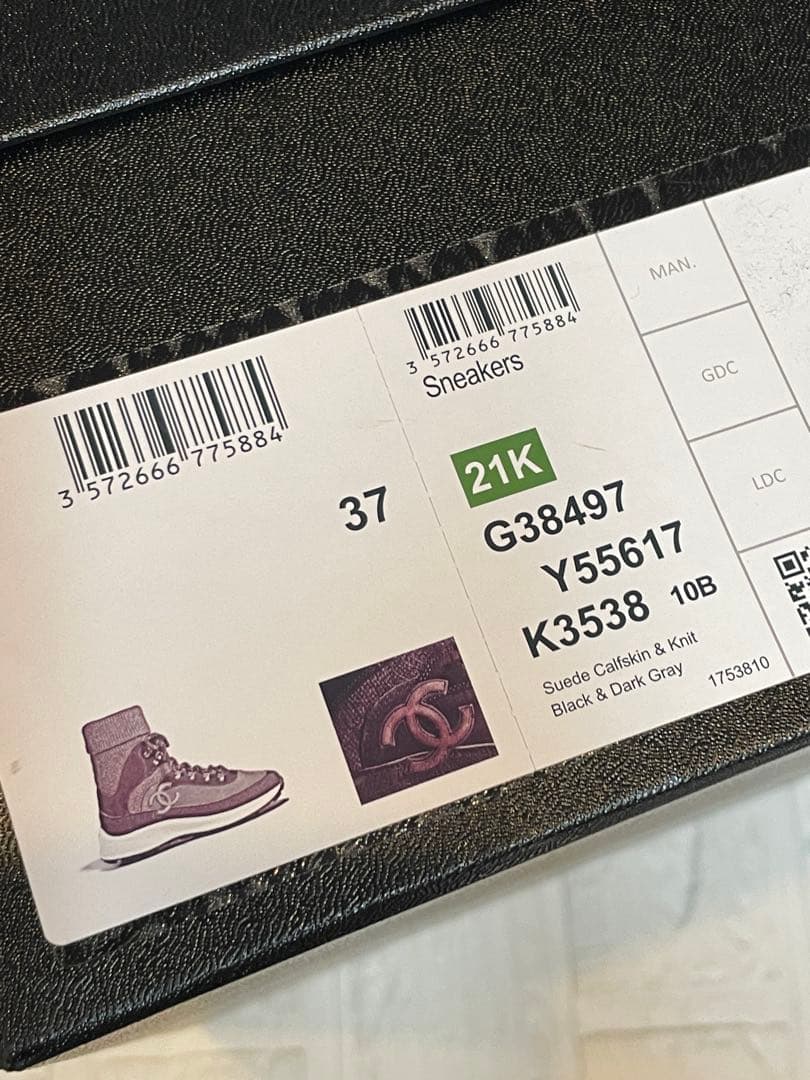 3 572666 775884
37
3 572666 775884
Sneakers
21K
G38497
Y55617
K3538 10B
Suede Calfskin & Knit
Black & Dark Gray
1753810
MAN.
GDC
LDC